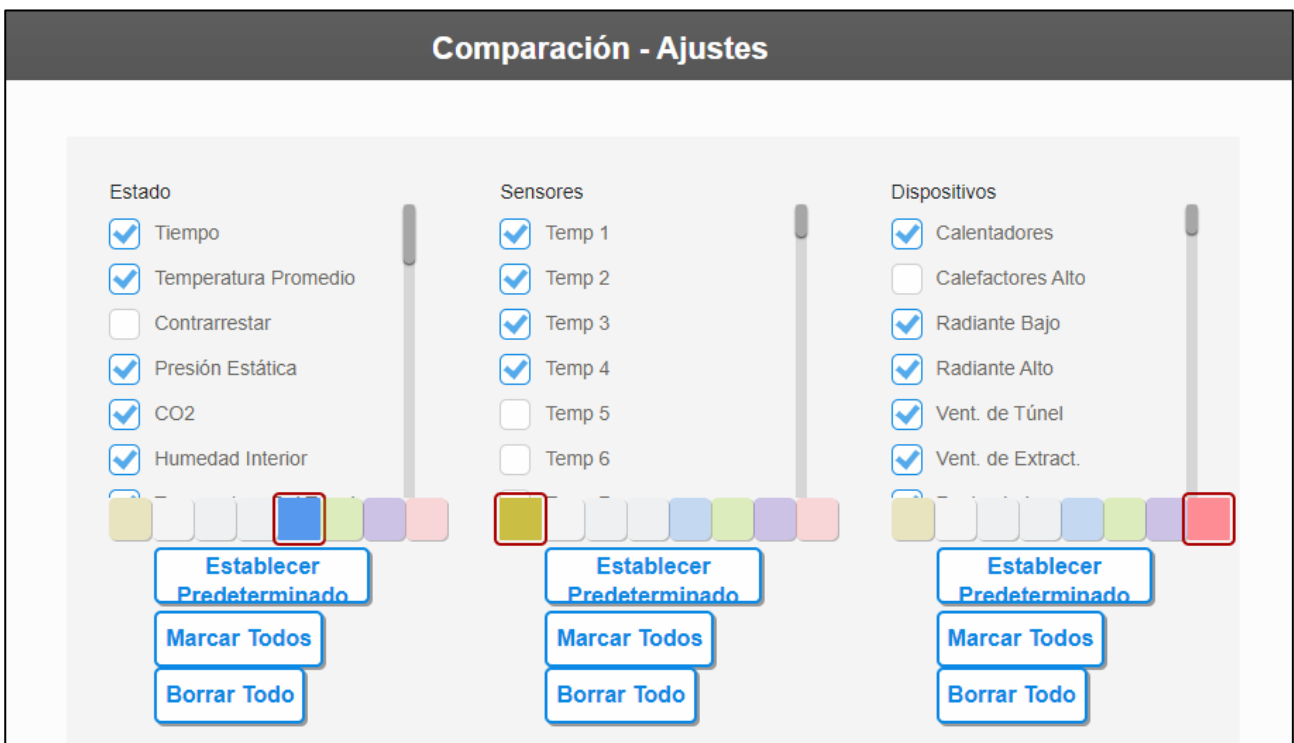 Comparación - Ajustes
Estado
Tiempo
Temperatura Promedio
Contrarrestar
Presión Estática
CO2
Humedad Interior
Establecer
Predeterminado
Marcar Todos
Borrar Todo
Sensores
Temp 1
Temp 2
Temp 3
Temp 4
Temp 5
Temp 6
Establecer
Predeterminado
Marcar Todos
Borrar Todo
Dispositivos
Calentadores
Calefactores Alto
Radiante Bajo
Radiante Alto
Vent. de Túnel
Vent. de Extract.
Establecer
Predeterminado
Marcar Todos
Borrar Todo